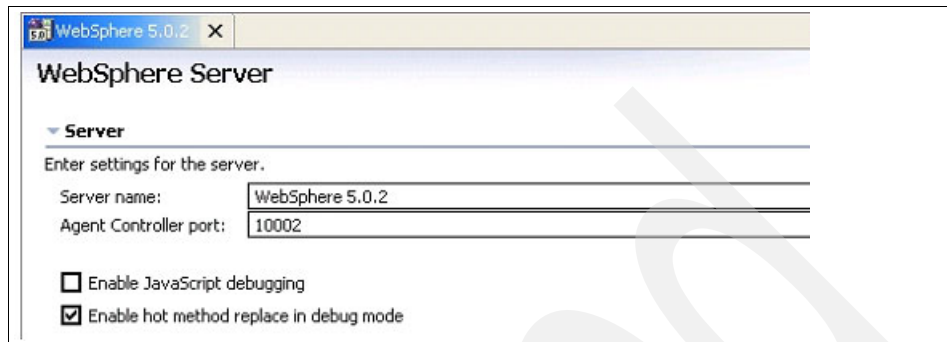 WebSphere 5.0.2
WebSphere Server
Server
Enter settings for the server.
Server name: WebSphere 5.0.2
Agent Controller port: 10002
Enable JavaScript debugging
Enable hot method replace in debug mode